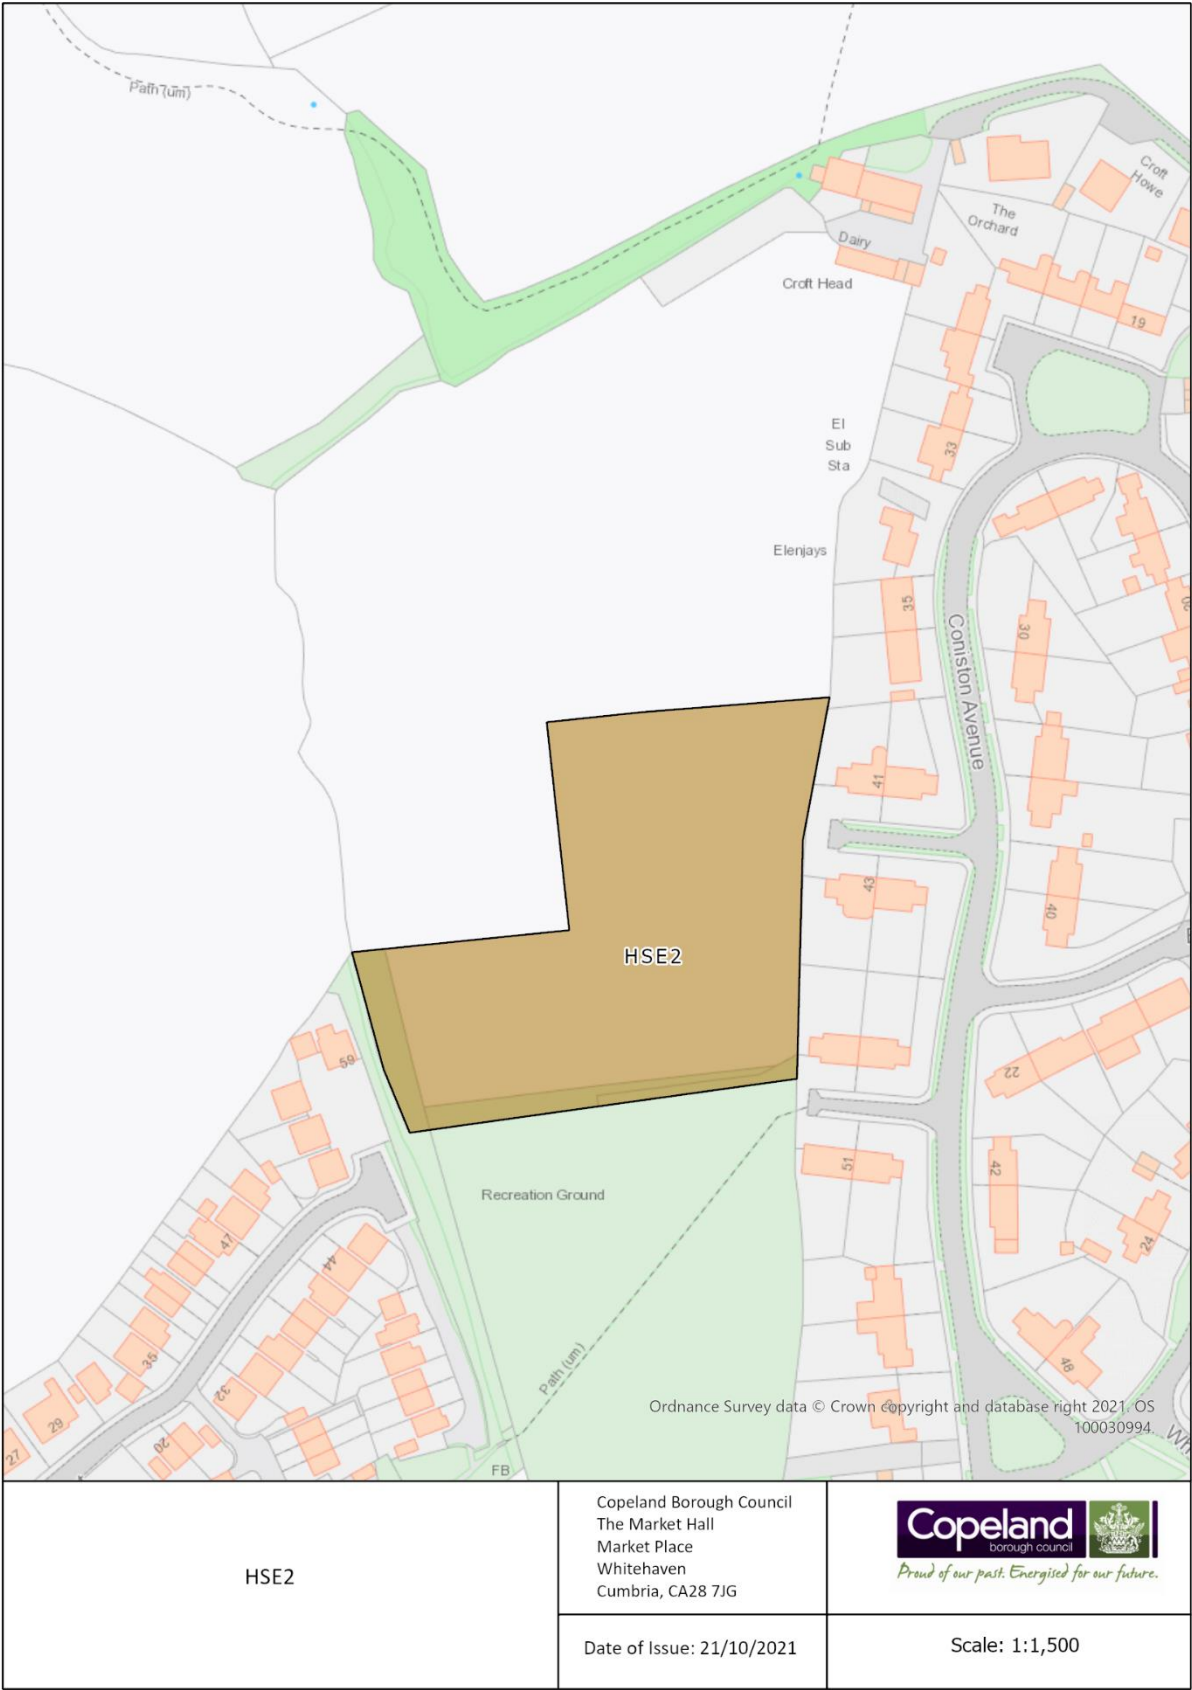 Path (um)
Croft
Howe
The
Orchard
Dairy
Croft Head
19
El
Sub
Sta
33
Elenjays
35
30
Coniston Avenue
41
43
40
HSE2
59
22
51
42
Recreation Ground
47
44
24
35
32
48
Path (um)
29
20
27
FB
Ordnance Survey data © Crown copyright and database right 2021. OS
100030994.
HSE2
Copeland Borough Council
The Market Hall
Market Place
Whitehaven
Cumbria, CA28 7JG
Date of Issue: 21/10/2021
Copeland
borough council
Proud of our past. Energised for our future.
Scale: 1:1,500